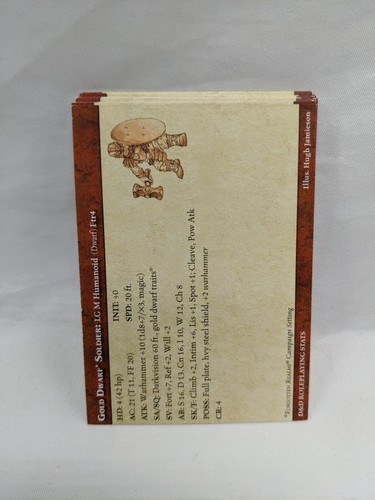 GOLD DWARF* SOLDIER: LG M Humanoid (Dwarf) Ftr4
HD: 4 (42 hp) INIT: +0
AC: 21 (T 11, FF 20) SPD: 20 ft.
ATK: Warhammer +10 (1d8+7/×3, magic)
SA/SQ: Darkvision 60 ft., gold dwarf traits*
SV: Fort +7, Ref +2, Will +2
AB: S 16, D 13, Cn 16, I 10, W 12, Ch 8
SK/F: Climb +2, Intim +6, Lis +1, Spot +1; Cleave, Pow Atk
POSS: Full plate, hvy steel shield, +2 warhammer
CR: 4
*FORGOTTEN REALMS® Campaign Setting
D&D ROLEPLAYING STATS
Illus. Hugh Jamieson